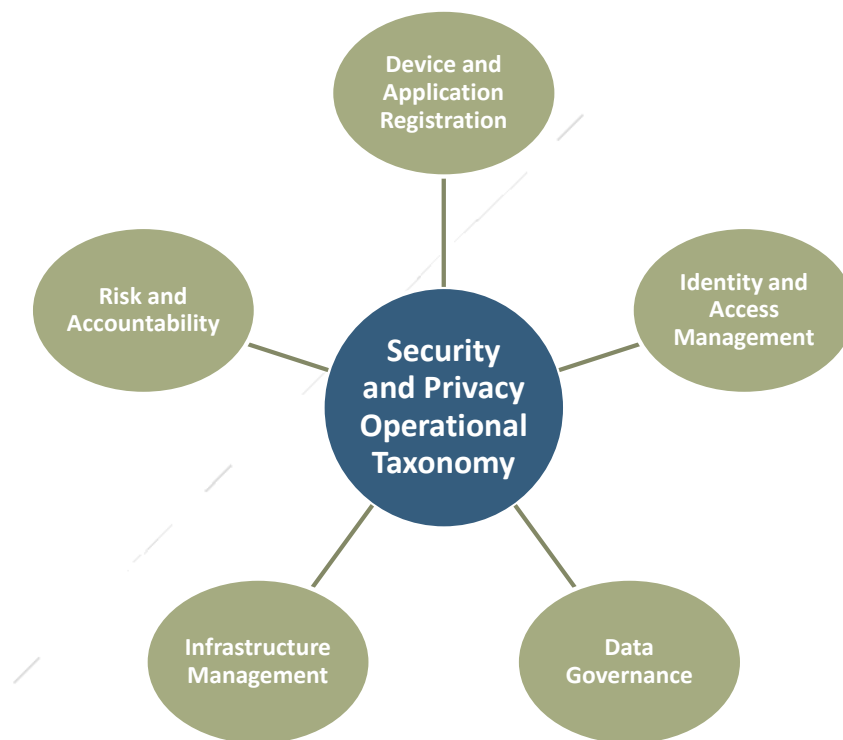 Device and
Application
Registration
Risk and
Accountability
Identity and
Access
Management
Security
and Privacy
Operational
Taxonomy
Infrastructure
Management
Data
Governance